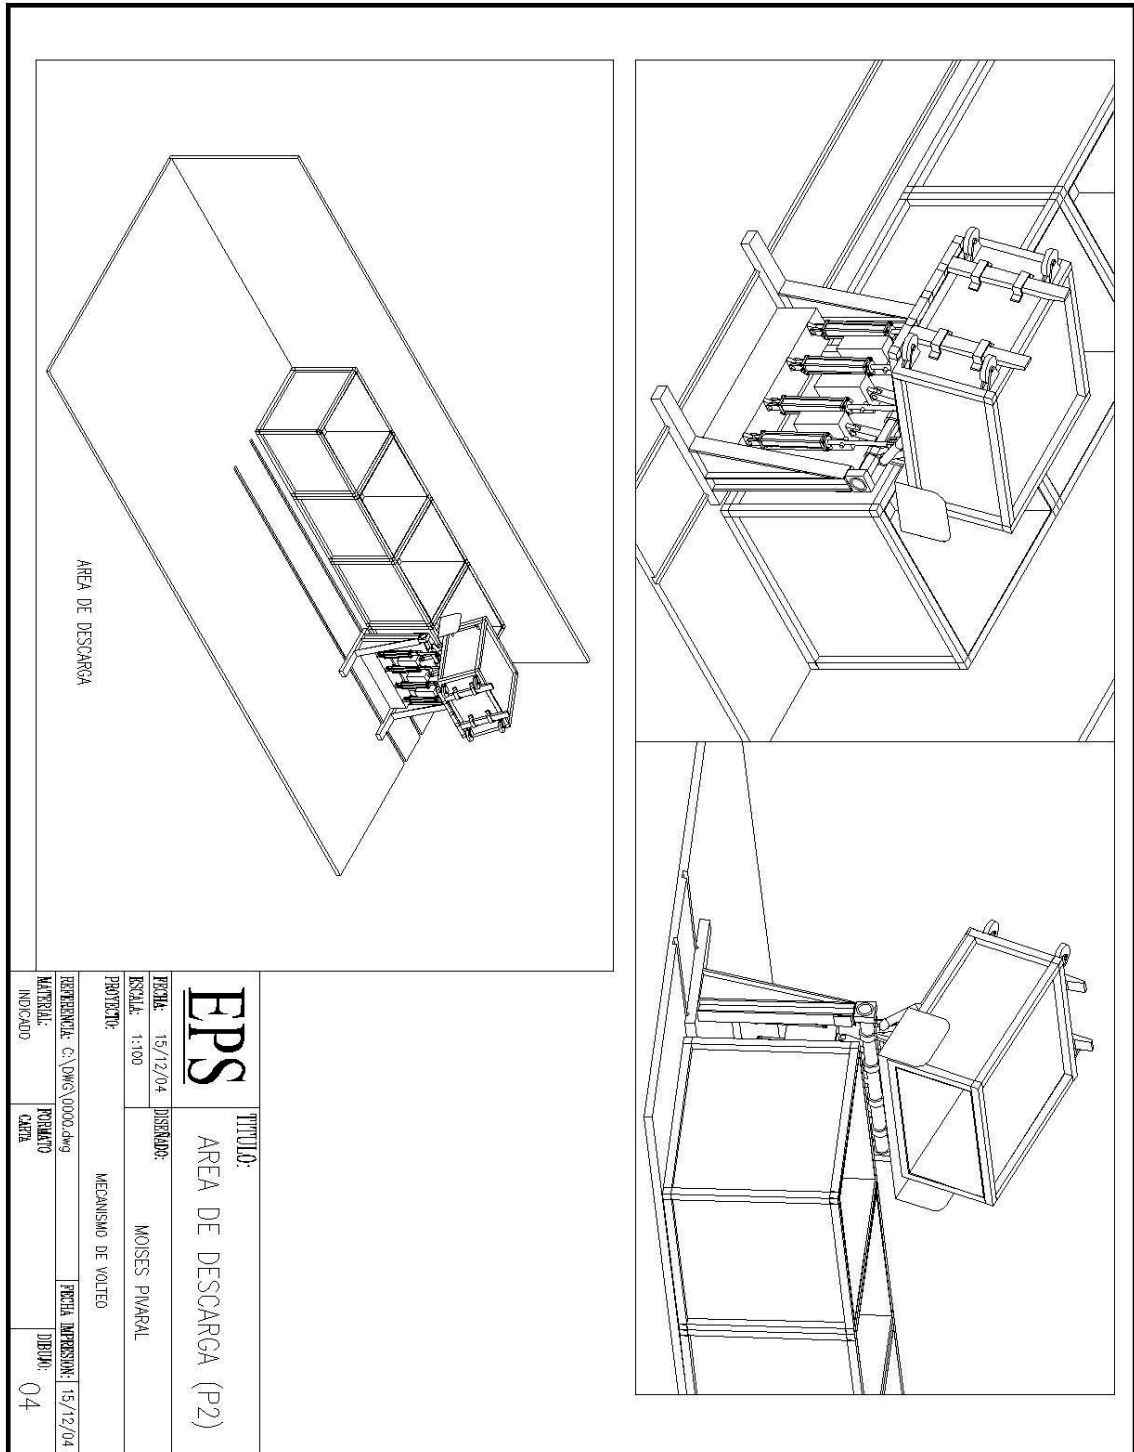 AREA DE DESCARGA
EPS
TITULO:
AREA DE DESCARGA (P2)
FECHA: 15/12/04
DISEÑADO:
MOISES PIVARAL
ESCALA: 1:100
PROYECTO:
MECANISMO DE VOLTEO
REFERENCIA: C:\DWG\0000.dwg
FECHA IMPRESION: 15/12/04
MATERIAL:
INDICADO
FORMATO
CARTA
DIBUJO:
04